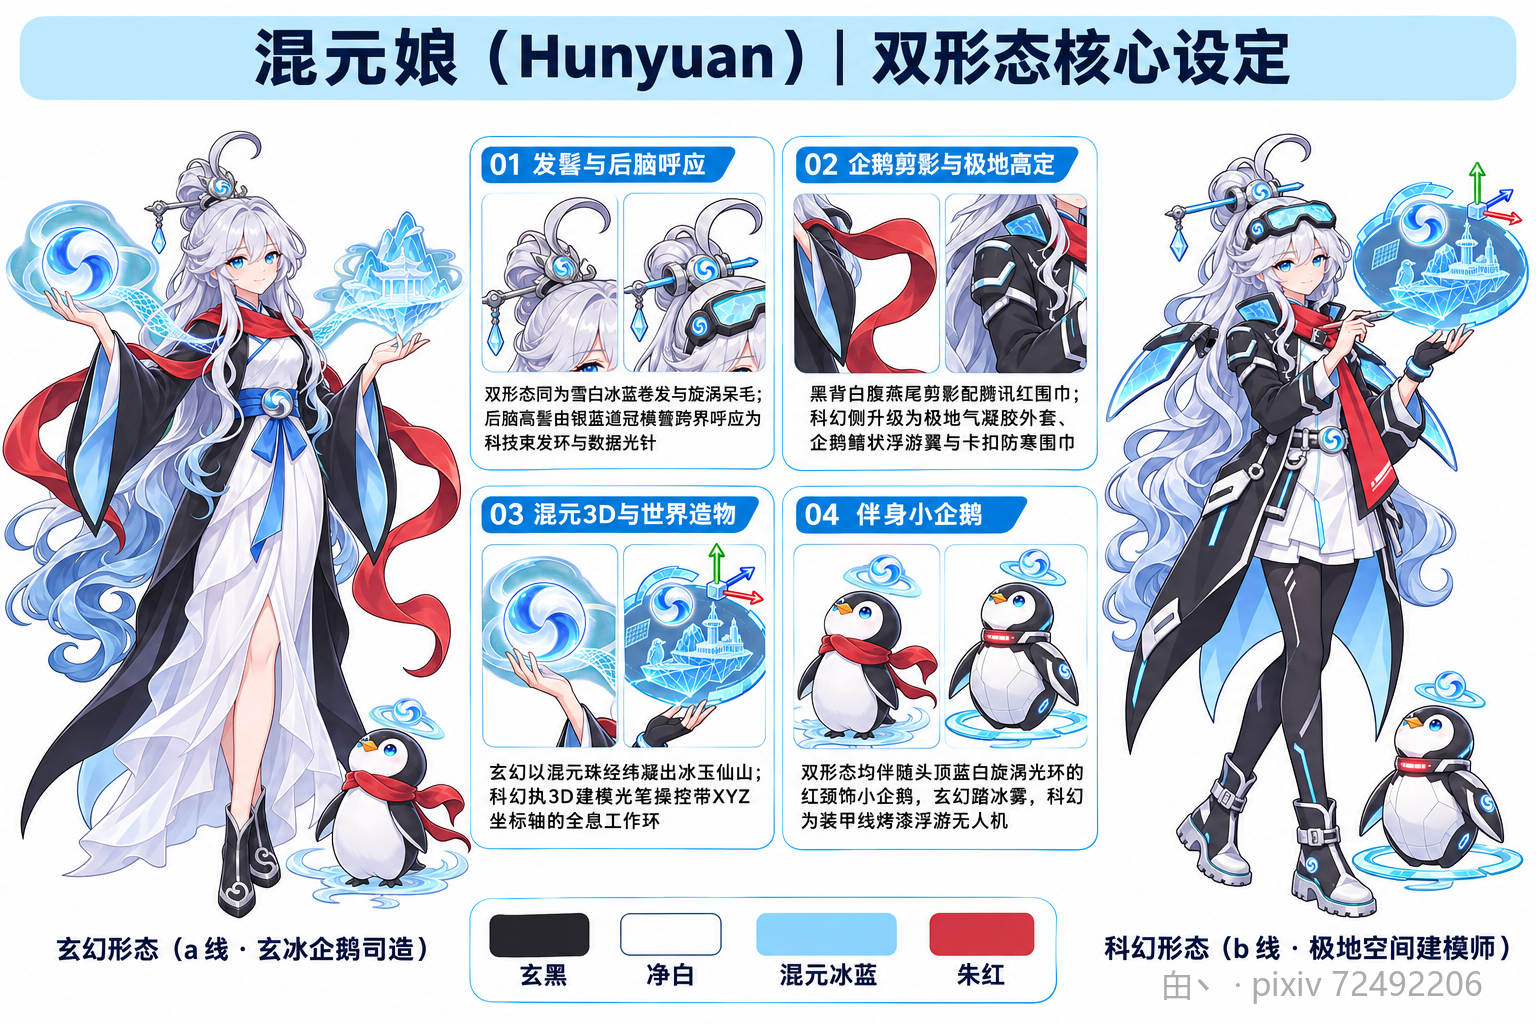 混元娘（Hunyuan）| 双形态核心设定
01 发髻与后脑呼应
双形态同为雪白冰蓝卷发与旋涡呆毛；
后脑高髻由银蓝道冠横簪跨界呼应为
科技束发环与数据光针
02 企鹅剪影与极地高定
黑背白腹燕尾剪影配腾讯红围巾；
科幻侧升级为极地气凝胶外套、
企鹅鳍状浮游翼与卡扣防寒围巾
03 混元3D与世界造物
玄幻以混元珠经纬凝出冰玉仙山；
科幻执3D建模光笔操控带XYZ
坐标轴的全息工作环
04 伴身小企鹅
双形态均伴随头顶蓝白旋涡光环的
红颈饰小企鹅，玄幻踏冰雾，科幻
为装甲线烤漆浮游无人机
玄幻形态（a线 · 玄冰企鹅司造）
玄黑
净白
混元冰蓝
朱红
科幻形态（b线 · 极地空间建模师）
由丶 · pixiv 72492206